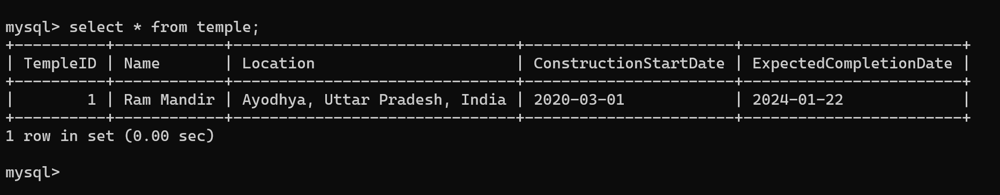 mysql> select * from temple;
+----------+------------+-------------------------------+-----------------------+------------------------+
| TempleID | Name       | Location                      | ConstructionStartDate | ExpectedCompletionDate |
+----------+------------+-------------------------------+-----------------------+------------------------+
|        1 | Ram Mandir | Ayodhya, Uttar Pradesh, India | 2020-03-01            | 2024-01-22             |
+----------+------------+-------------------------------+-----------------------+------------------------+
1 row in set (0.00 sec)
mysql>